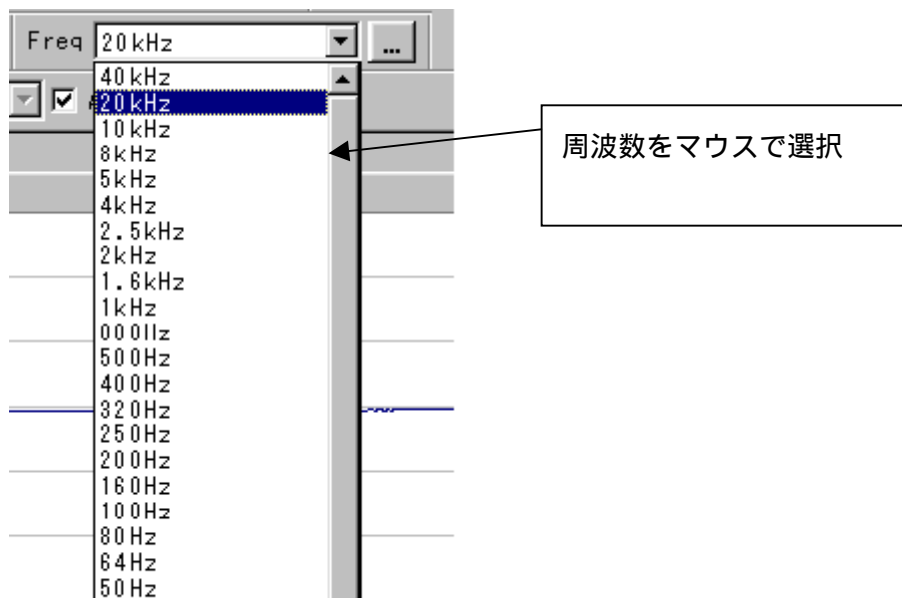 Freq 20kHz ...
40kHz
20kHz
10kHz
8kHz
周波数をマウスで選択
5kHz
4kHz
2.5kHz
2kHz
1.6kHz
1kHz
500Hz
400Hz
320Hz
250Hz
200Hz
160Hz
100Hz
80Hz
64Hz
50Hz